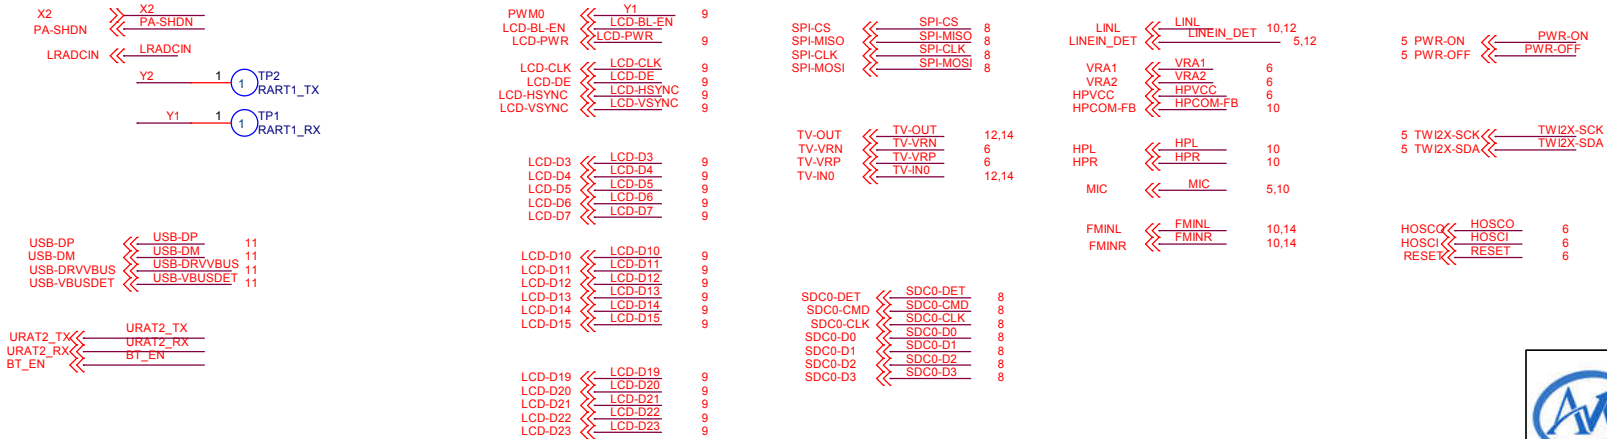 X2 X2
PA-SHDN PA-SHDN
LRADCIN LRADCIN
Y2 1 1 TP2
RART1_TX
Y1 1 1 TP1
RART1_RX
USB-DP USB-DP 11
USB-DM USB-DM 11
USB-DRVVBUS USB-DRVVBUS 11
USB-VBUSDET USB-VBUSDET 11
URAT2_TX URAT2_TX
URAT2_RX URAT2_RX
BT_EN BT_EN
PWM0 Y1 9
LCD-BL-EN LCD-BL-EN
LCD-PWR LCD-PWR 9
LCD-CLK LCD-CLK 9
LCD-DE LCD-DE 9
LCD-HSYNC LCD-HSYNC 9
LCD-VSYNC LCD-VSYNC 9
LCD-D3 LCD-D3 9
LCD-D4 LCD-D4 9
LCD-D5 LCD-D5 9
LCD-D6 LCD-D6 9
LCD-D7 LCD-D7 9
LCD-D10 LCD-D10 9
LCD-D11 LCD-D11 9
LCD-D12 LCD-D12 9
LCD-D13 LCD-D13 9
LCD-D14 LCD-D14 9
LCD-D15 LCD-D15 9
LCD-D19 LCD-D19 9
LCD-D20 LCD-D20 9
LCD-D21 LCD-D21 9
LCD-D22 LCD-D22 9
LCD-D23 LCD-D23 9
SPI-CS SPI-CS 8
SPI-MISO SPI-MISO 8
SPI-CLK SPI-CLK 8
SPI-MOSI SPI-MOSI 8
TV-OUT TV-OUT 12,14
TV-VRN TV-VRN 6
TV-VRP TV-VRP 6
TV-IN0 TV-IN0 12,14
SDC0-DET SDC0-DET 8
SDC0-CMD SDC0-CMD 8
SDC0-CLK SDC0-CLK 8
SDC0-D0 SDC0-D0 8
SDC0-D1 SDC0-D1 8
SDC0-D2 SDC0-D2 8
SDC0-D3 SDC0-D3 8
LINL LINL 10,12
LINEIN_DET LINEIN_DET 5,12
VRA1 VRA1 6
VRA2 VRA2 6
HPVCC HPVCC 6
HPCOM-FB HPCOM-FB 10
HPL HPL 10
HPR HPR 10
MIC MIC 5,10
FMINL FMINL 10,14
FMINR FMINR 10,14
5 PWR-ON PWR-ON
5 PWR-OFF PWR-OFF
5 TWI2X-SCK TWI2X-SCK
5 TWI2X-SDA TWI2X-SDA
HOSCO HOSCO 6
HOSCI HOSCI 6
RESET RESET 6